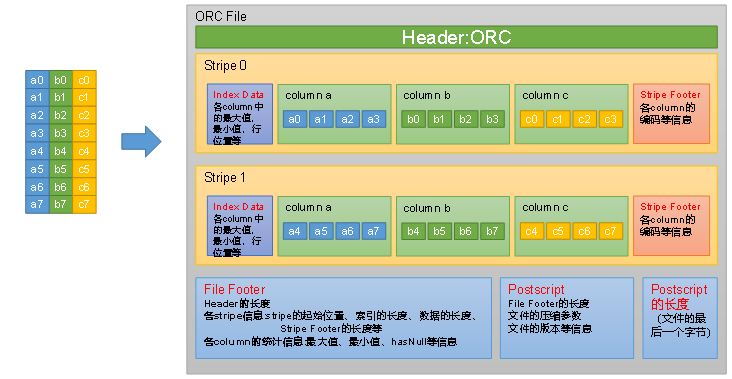 ORC File
Header:ORC
a0 b0 c0
a1 b1 c1
a2 b2 c2
a3 b3 c3
a4 b4 c4
a5 b5 c5
a6 b6 c6
a7 b7 c7
Stripe 0
Index Data
各column中
的最大值、
最小值、行
位置等
column a
a0 a1 a2 a3
column b
b0 b1 b2 b3
column c
c0 c1 c2 c3
Stripe Footer
各column的
编码等信息
Stripe 1
Index Data
各column中
的最大值、
最小值、行
位置等
column a
a4 a5 a6 a7
column b
b4 b5 b6 b7
column c
c4 c5 c6 c7
Stripe Footer
各column的
编码等信息
File Footer
Header的长度
各stripe信息:stripe的起始位置、索引的长度、数据的长度、
Stripe Footer的长度等
各column的统计信息:最大值、最小值、hasNull等信息
Postscript
File Footer的长度
文件的压缩参数
文件的版本等信息
Postscript
的长度
（文件的最
后一个字节）